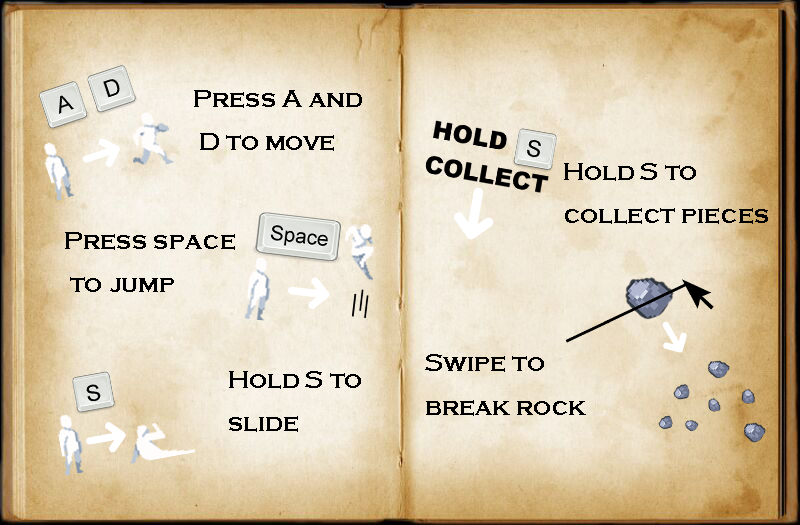 A D
PRESS A AND
D TO MOVE
PRESS SPACE
TO JUMP
Space
S
HOLD S TO
SLIDE
HOLD S
COLLECT
HOLD S TO
COLLECT PIECES
SWIPE TO
BREAK ROCK